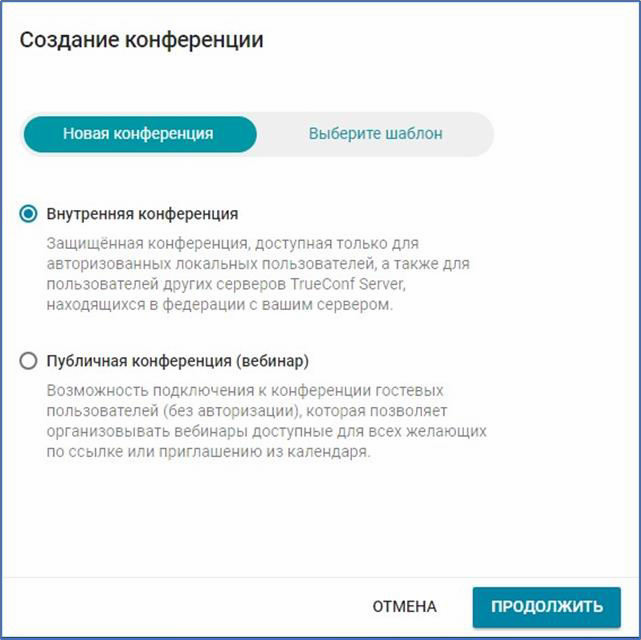 Создание конференции
Новая конференция
Выберите шаблон
Внутренняя конференция
Защищённая конференция, доступная только для
авторизованных локальных пользователей, а также для
пользователей других серверов TrueConf Server,
находящихся в федерации с вашим сервером.
Публичная конференция (вебинар)
Возможность подключения к конференции гостевых
пользователей (без авторизации), которая позволяет
организовывать вебинары доступные для всех желающих
по ссылке или приглашению из календаря.
ОТМЕНА
ПРОДОЛЖИТЬ